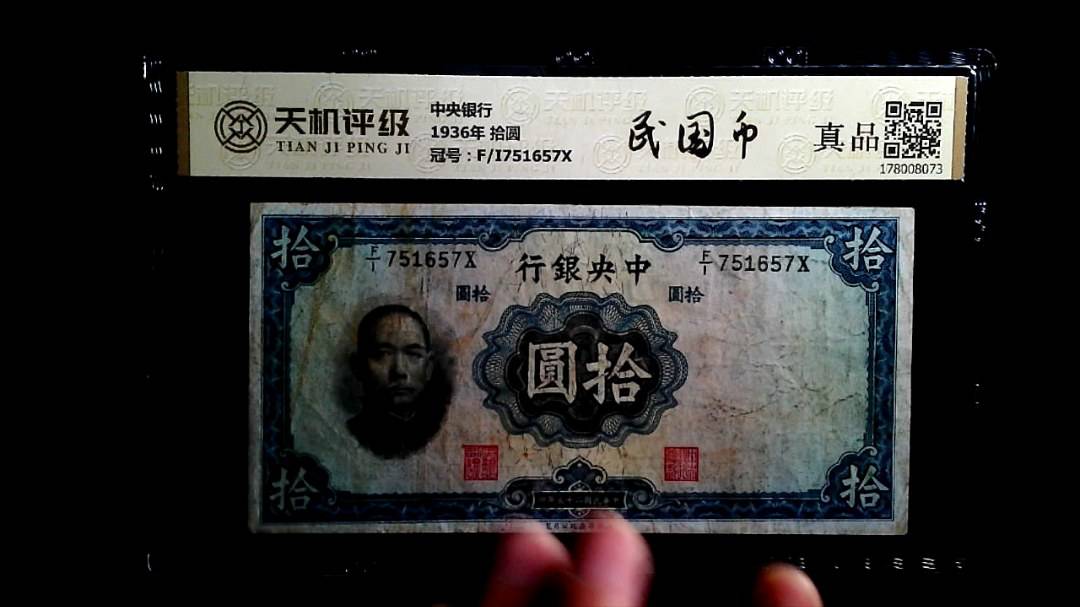 天机评级
TIAN JI PING JI
中央银行
1936年 拾圆
冠号：F/I751657X
民国币
真品
178008073
拾
拾
F/I 751657X
行銀央中
F/I 751657X
圓拾
圓拾
圓拾
拾
拾